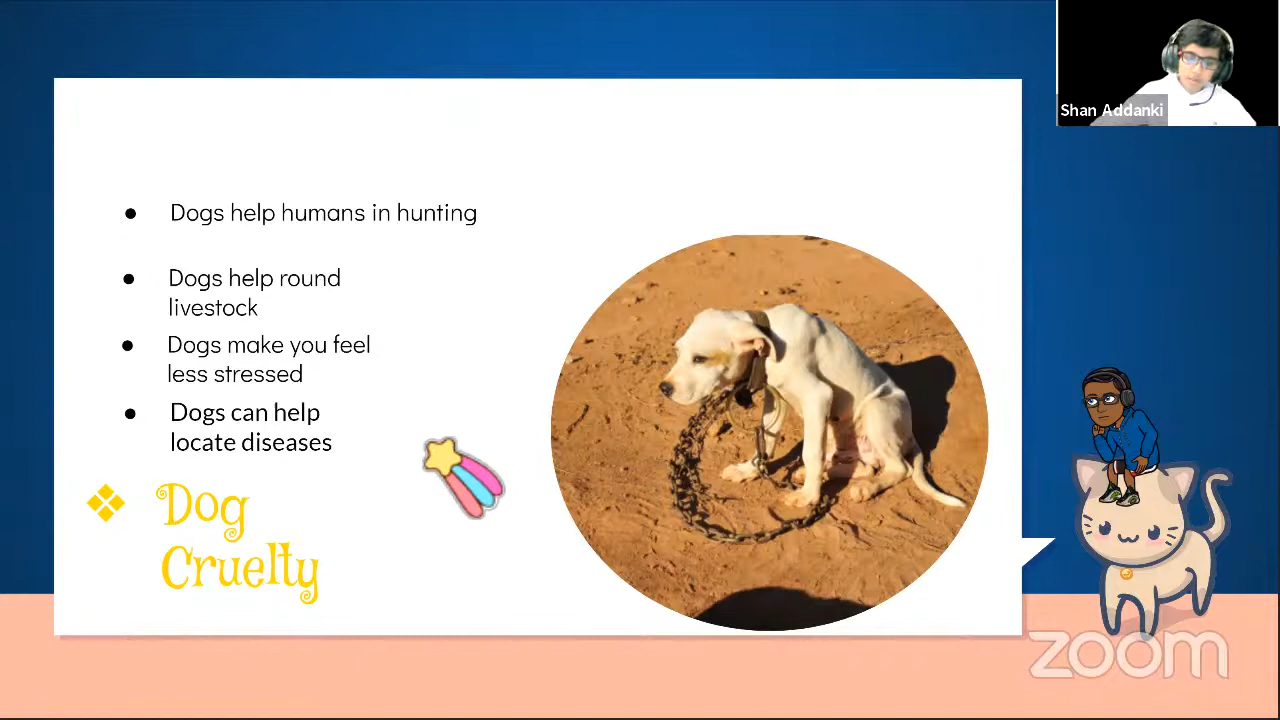 Shan Addanki
● Dogs help humans in hunting
● Dogs help round
livestock
● Dogs make you feel
less stressed
● Dogs can help
locate diseases
❖ Dog
Cruelty
zoom